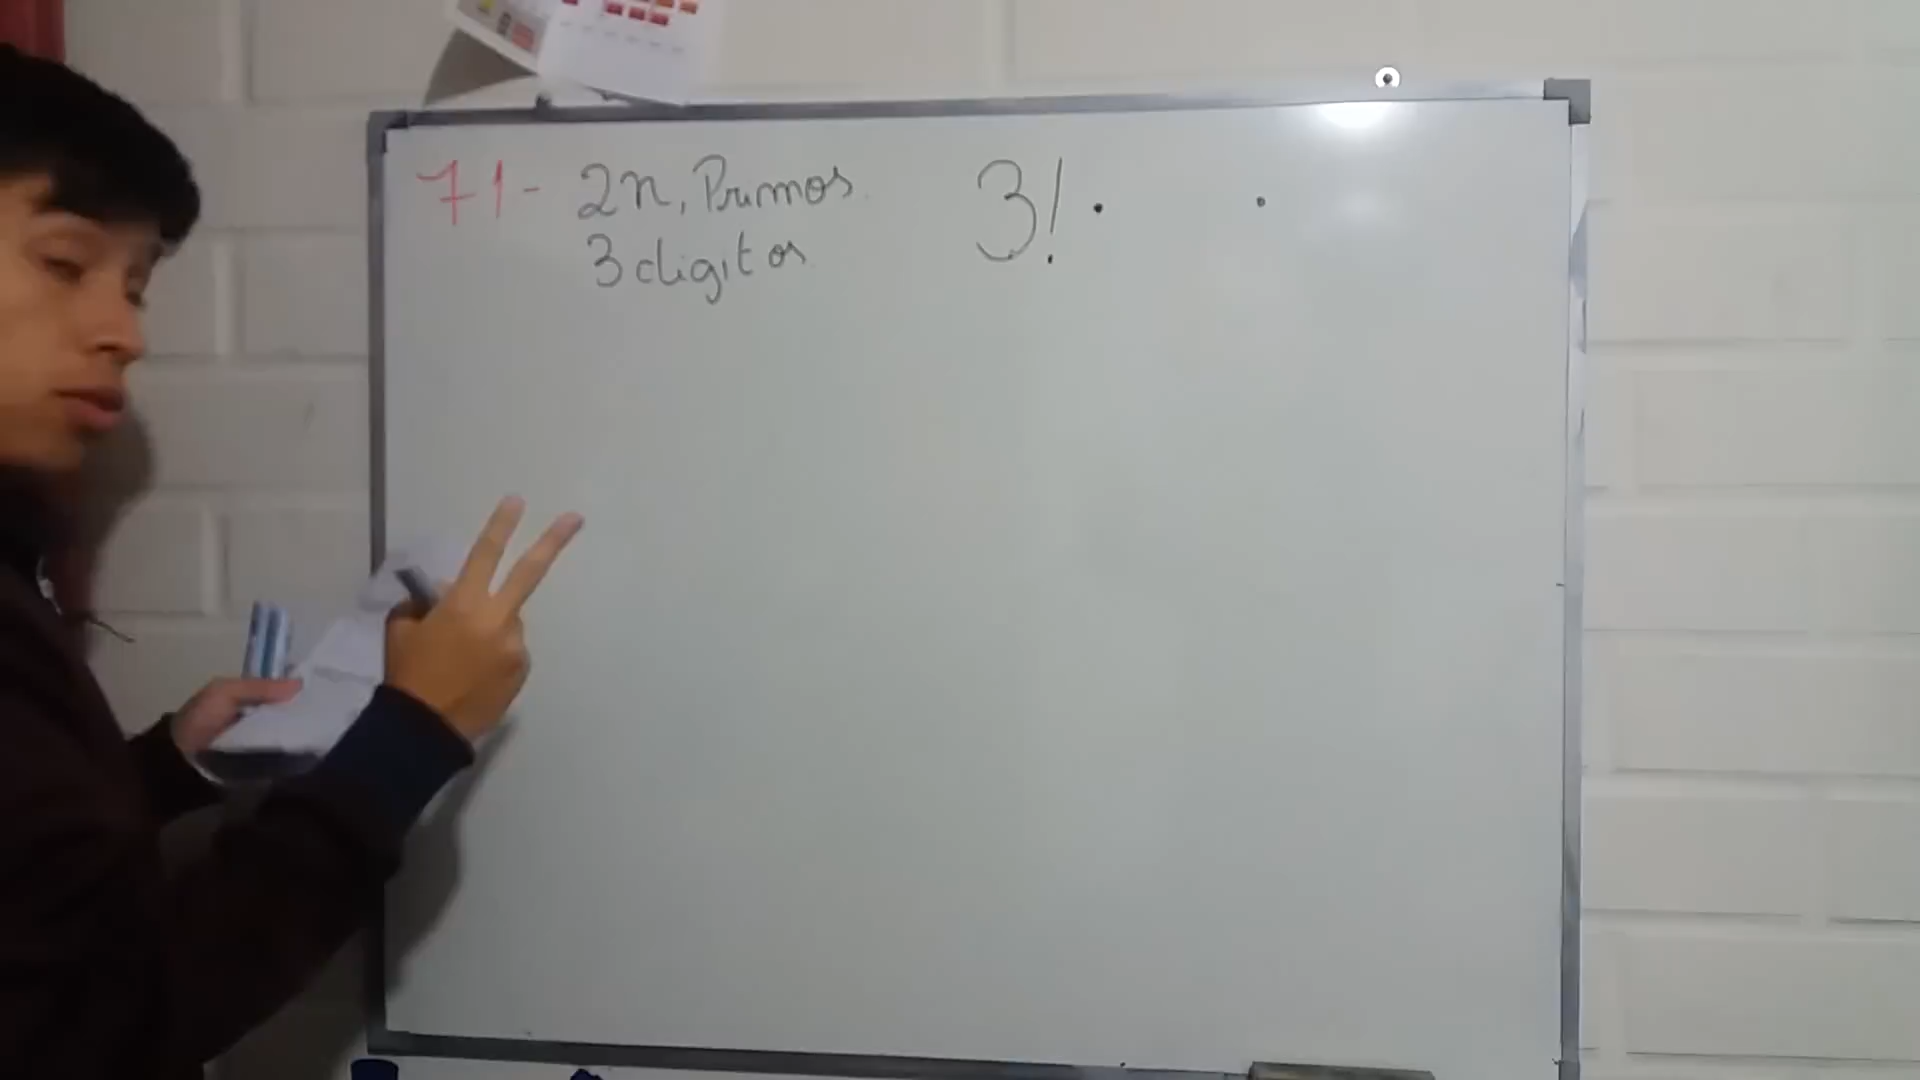 71- 2n, Primos
3 digitos
3! . .